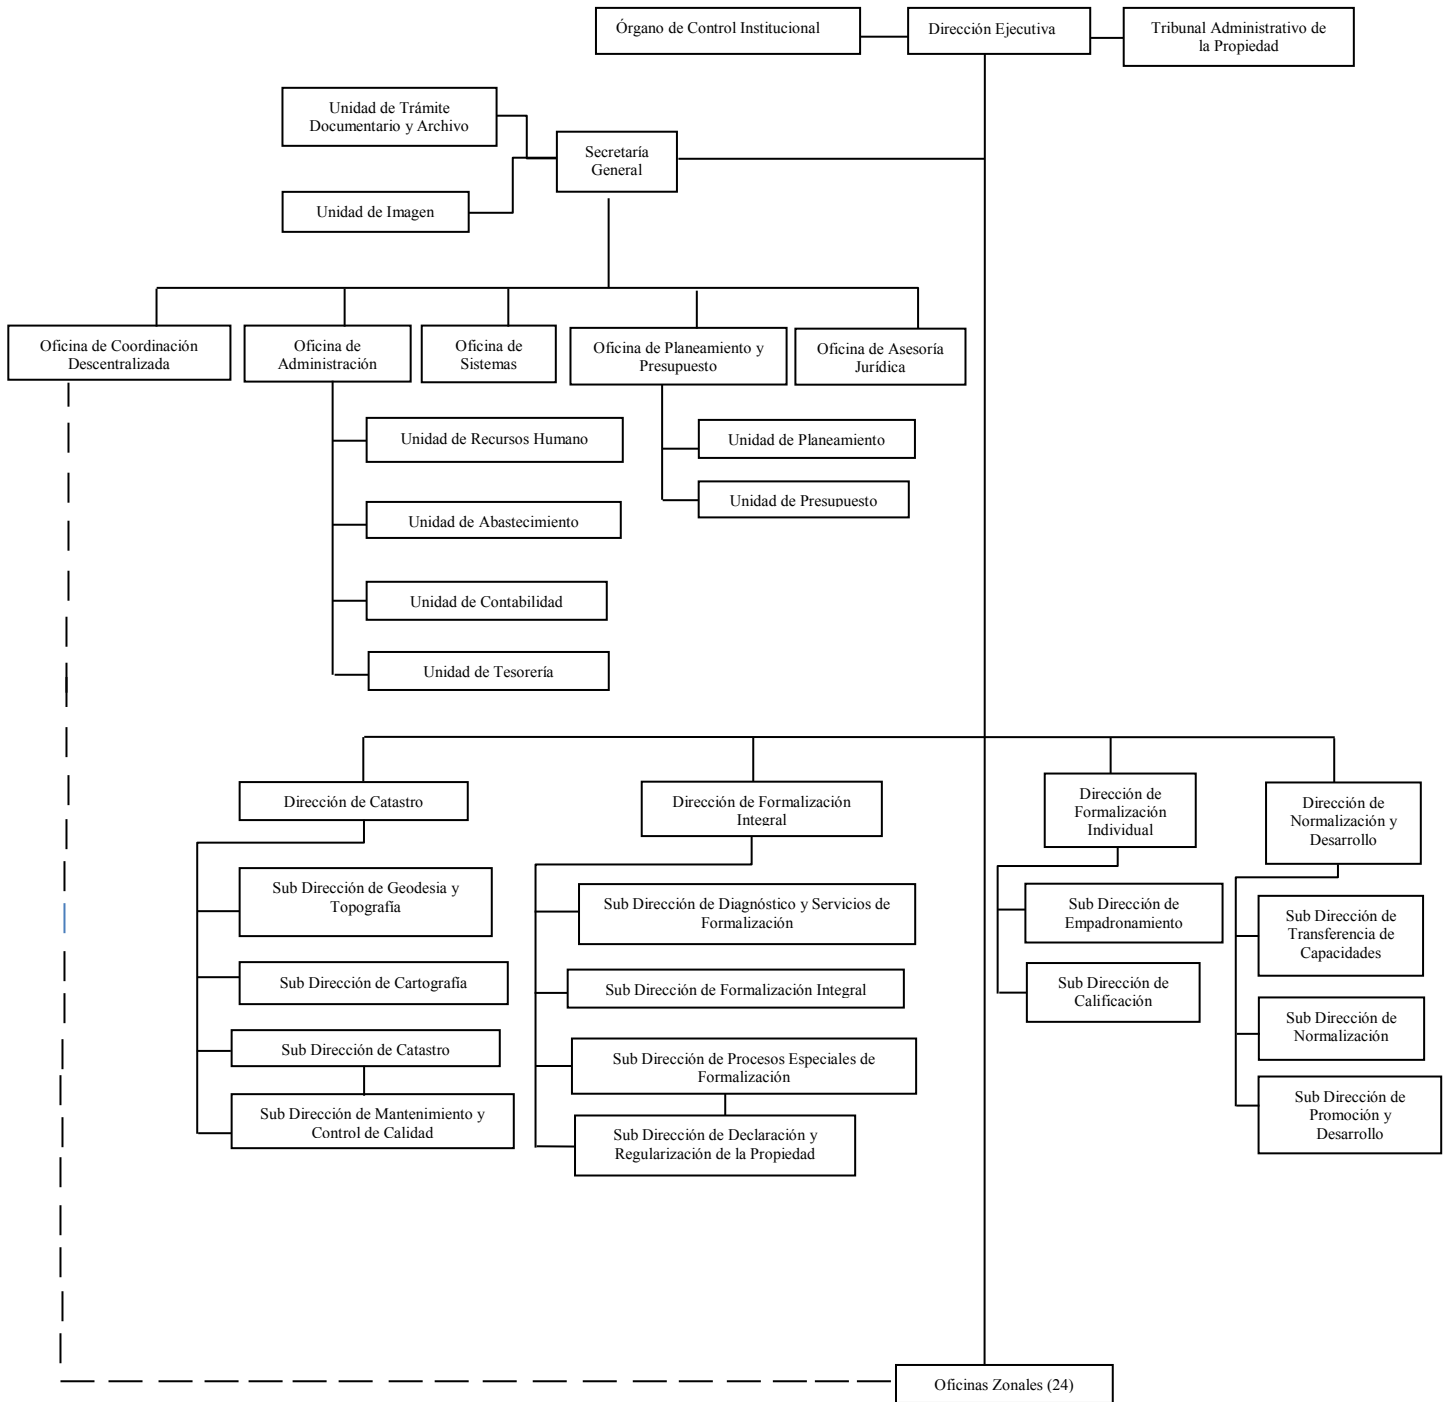 Órgano de Control Institucional
Dirección Ejecutiva
Tribunal Administrativo de
la Propiedad
Unidad de Trámite
Documentario y Archivo
Secretaría
General
Unidad de Imagen
Oficina de Coordinación
Descentralizada
Oficina de
Administración
Oficina de
Sistemas
Oficina de Planeamiento y
Presupuesto
Oficina de Asesoría
Jurídica
Unidad de Recursos Humano
Unidad de Abastecimiento
Unidad de Contabilidad
Unidad de Tesorería
Unidad de Planeamiento
Unidad de Presupuesto
Dirección de Catastro
Sub Dirección de Geodesia y
Topografía
Sub Dirección de Cartografía
Sub Dirección de Catastro
Sub Dirección de Mantenimiento y
Control de Calidad
Dirección de Formalización
Integral
Sub Dirección de Diagnóstico y Servicios de
Formalización
Sub Dirección de Formalización Integral
Sub Dirección de Procesos Especiales de
Formalización
Sub Dirección de Declaración y
Regularización de la Propiedad
Dirección de
Formalización
Individual
Sub Dirección de
Empadronamiento
Sub Dirección de
Calificación
Dirección de
Normalización y
Desarrollo
Sub Dirección de
Transferencia de
Capacidades
Sub Dirección de
Normalización
Sub Dirección de
Promoción y
Desarrollo
Oficinas Zonales (24)